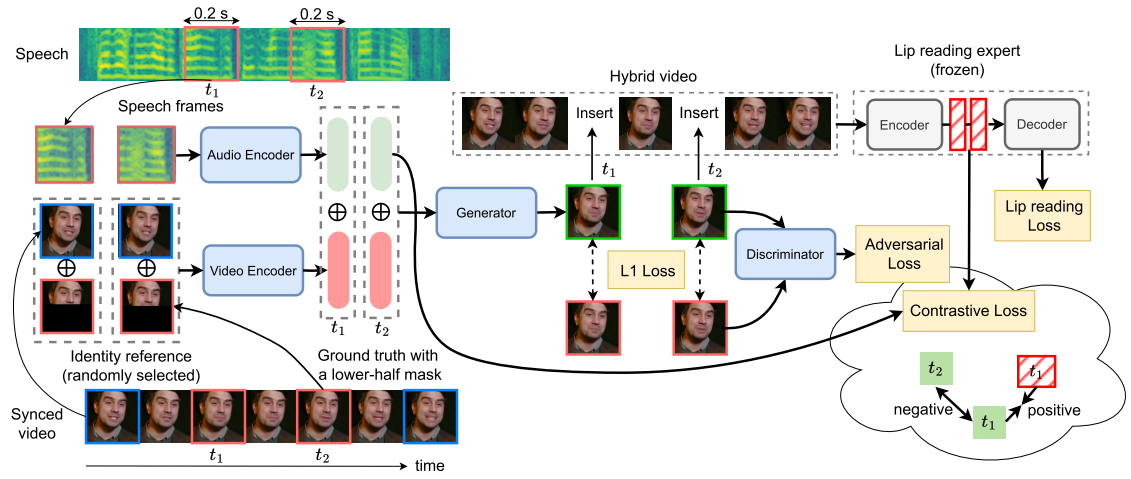 0.2 s
0.2 s
Speech
t₁
t₂
Speech frames
Audio Encoder
Video Encoder
⊕
⊕
⊕
⊕
t₁
t₂
Identity reference
(randomly selected)
Ground truth with
a lower-half mask
Synced
video
t₁
t₂
time
Generator
Hybrid video
Insert
Insert
t₁
t₂
L1 Loss
Discriminator
Adversarial
Loss
Lip reading expert
(frozen)
Encoder
Decoder
Lip reading
Loss
Contrastive Loss
t₂
t₁
negative
positive
t₁